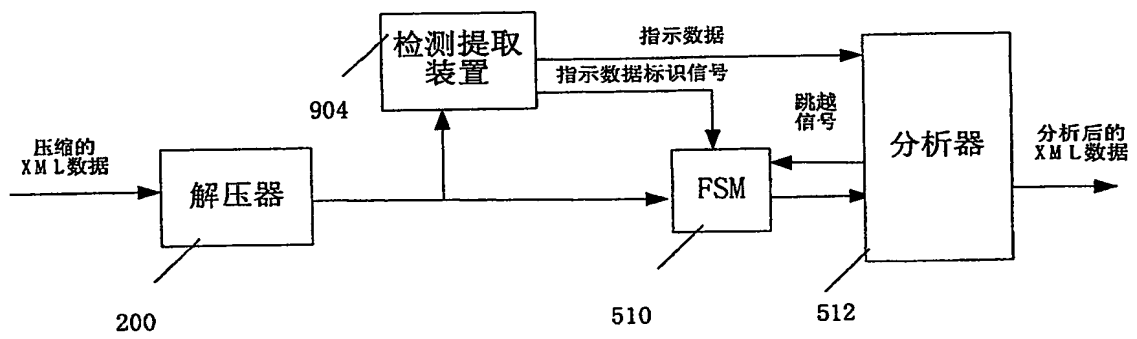 检测提取
装置
904
指示数据
指示数据标识信号
跳越
信号
压缩的
XML数据
解压器
200
FSM
510
分析器
512
分析后的
XML数据